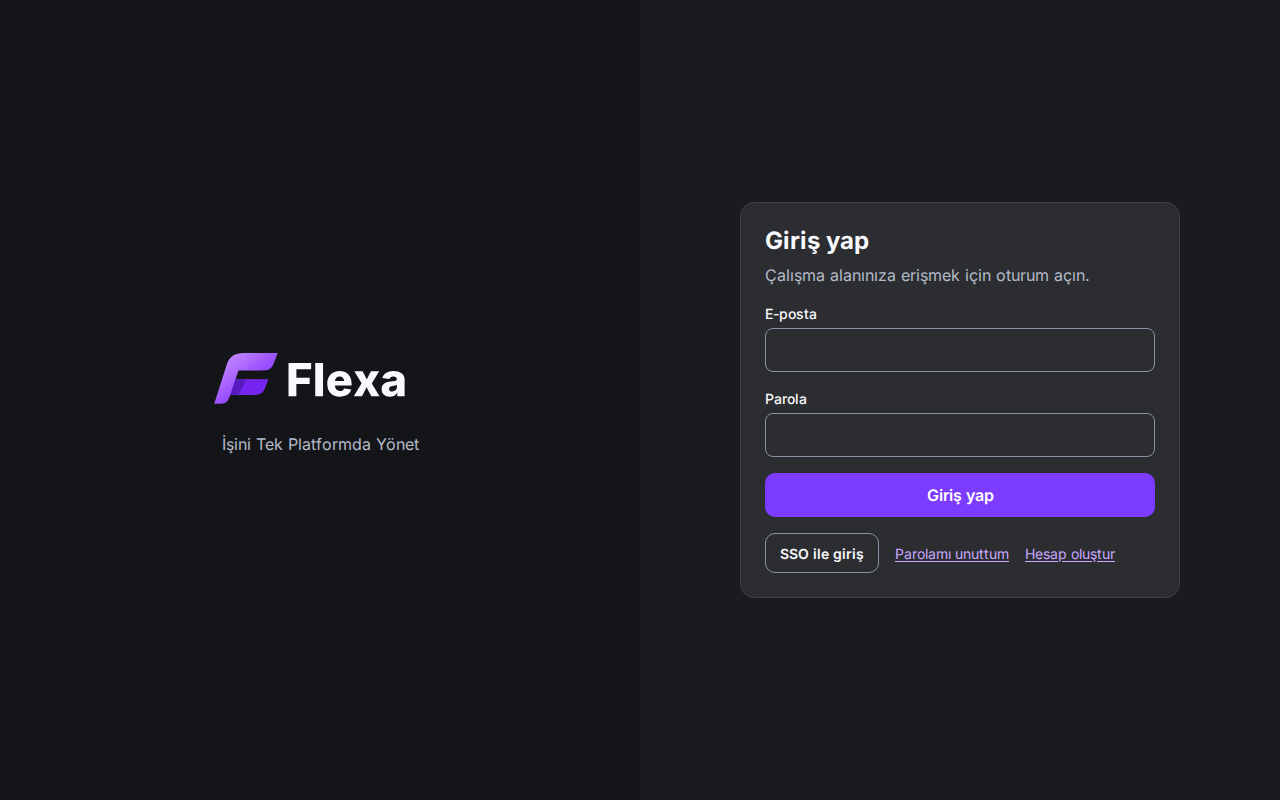 Flexa
İşini Tek Platformda Yönet
Giriş yap
Çalışma alanınıza erişmek için oturum açın.
E-posta
Parola
Giriş yap
SSO ile giriş Parolamı unuttum Hesap oluştur